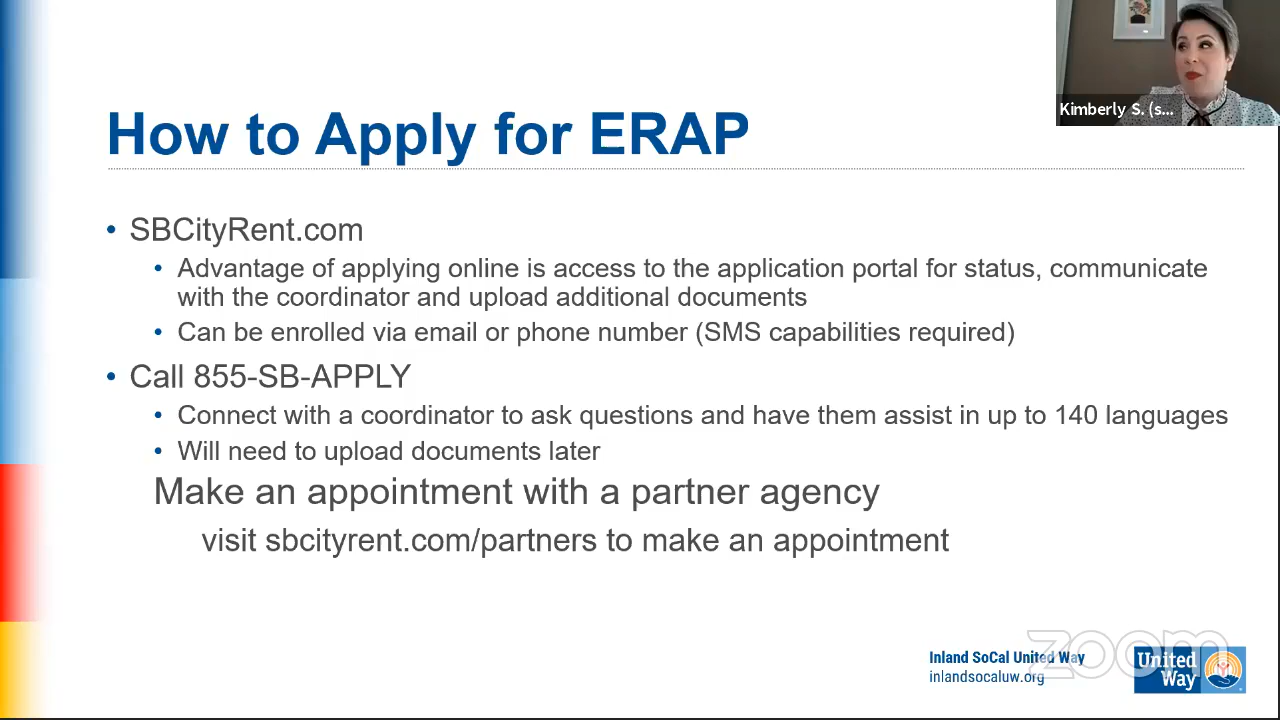 Kimberly S. (s...
How to Apply for ERAP
• SBCityRent.com
• Advantage of applying online is access to the application portal for status, communicate
with the coordinator and upload additional documents
• Can be enrolled via email or phone number (SMS capabilities required)
• Call 855-SB-APPLY
• Connect with a coordinator to ask questions and have them assist in up to 140 languages
• Will need to upload documents later
Make an appointment with a partner agency
visit sbcityrent.com/partners to make an appointment
Inland SoCal United Way
inlandsocaluw.org
zoom
United
Way